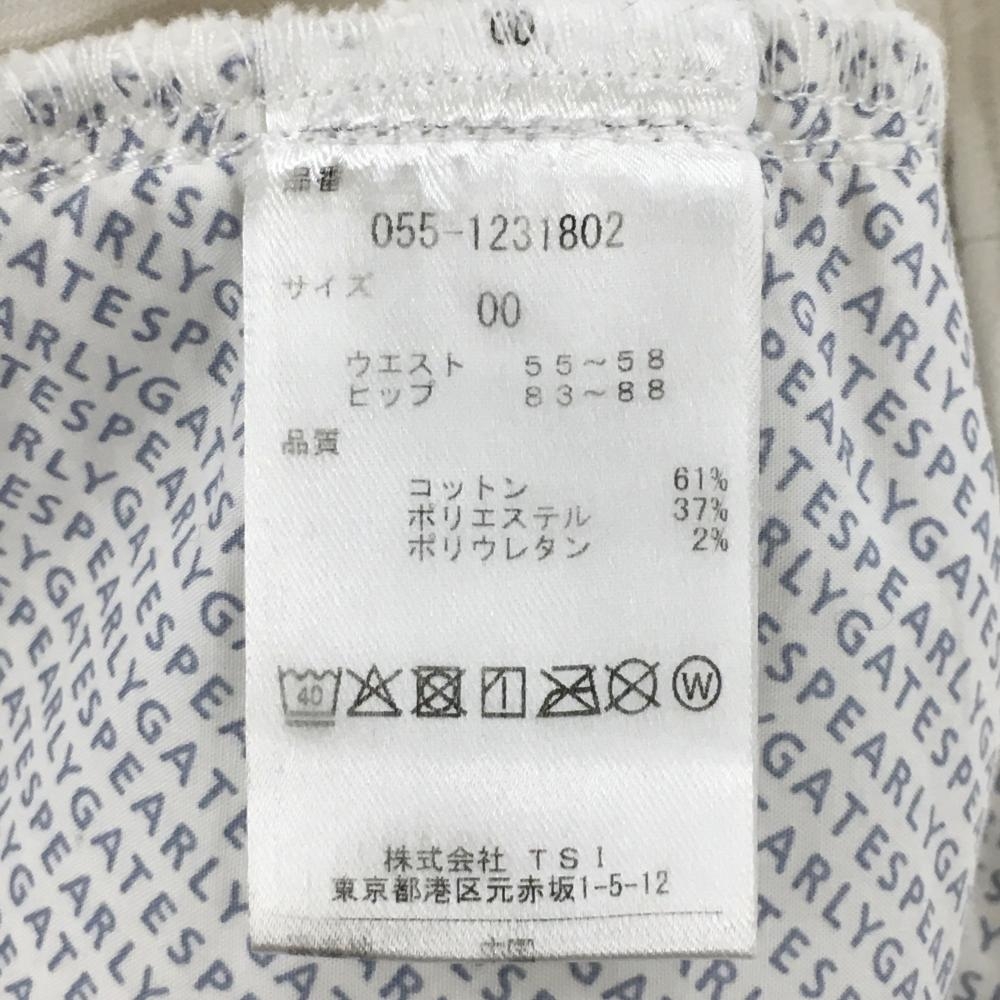 00
品番
055-1231802
サイズ
00
ウエスト 55～58
ヒップ 83～88
品質
コットン 61%
ポリエステル 37%
ポリウレタン 2%
40 W
株式会社 TSI
東京都港区元赤坂1-5-12
PEARLYGATES